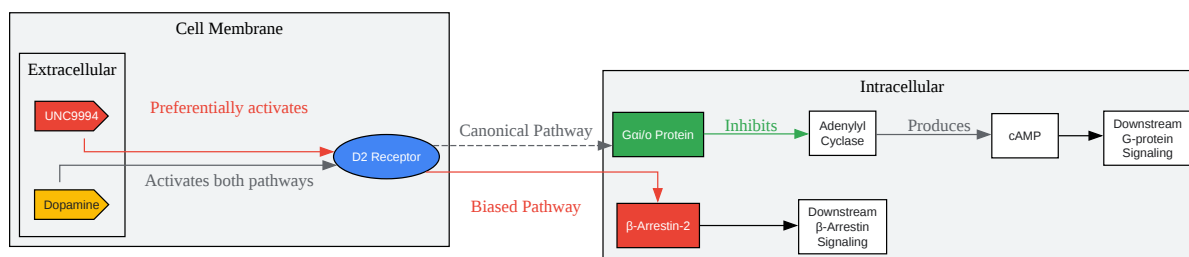 Cell Membrane
Extracellular
UNC9994
Preferentially activates
Dopamine
Activates both pathways
D2 Receptor
Canonical Pathway
Biased Pathway
Intracellular
Gαi/o Protein
Inhibits
Adenylyl
Cyclase
Produces
cAMP
Downstream
G-protein
Signaling
β-Arrestin-2
Downstream
β-Arrestin
Signaling